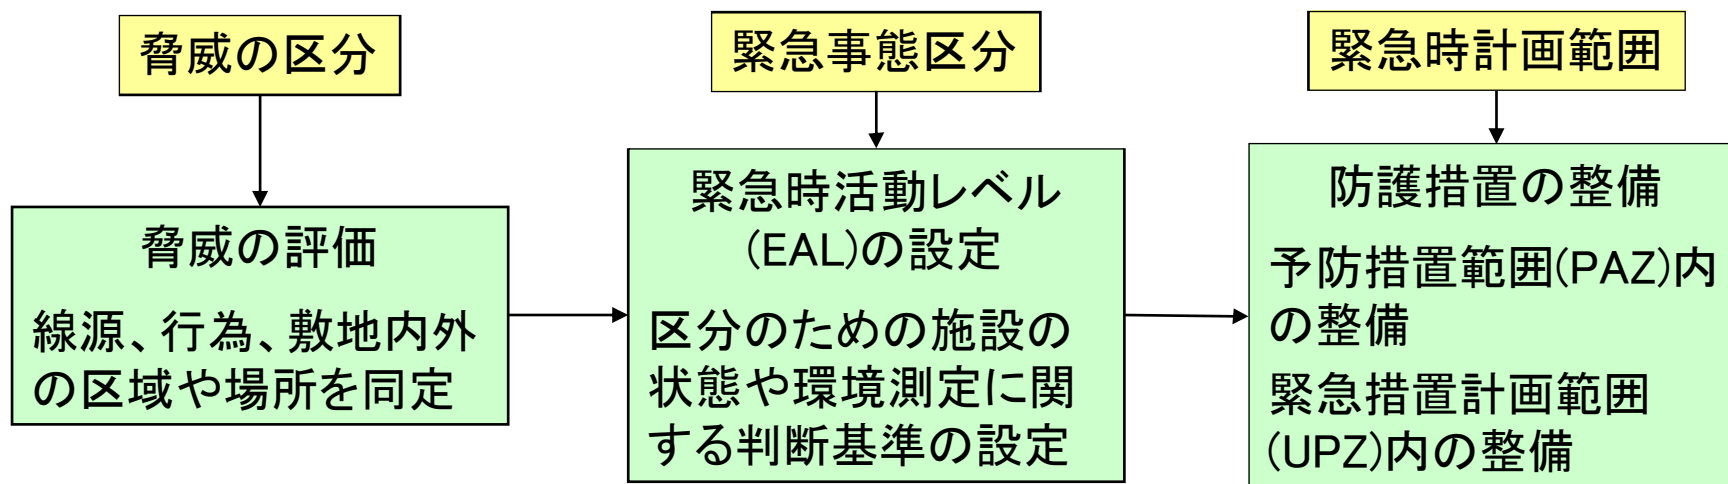 脅威の区分
緊急事態区分
緊急時計画範囲
脅威の評価
線源、行為、敷地内外
の区域や場所を同定
緊急時活動レベル
(EAL)の設定
区分のための施設の
状態や環境測定に関
する判断基準の設定
防護措置の整備
予防措置範囲(PAZ)内
の整備
緊急措置計画範囲
(UPZ)内の整備